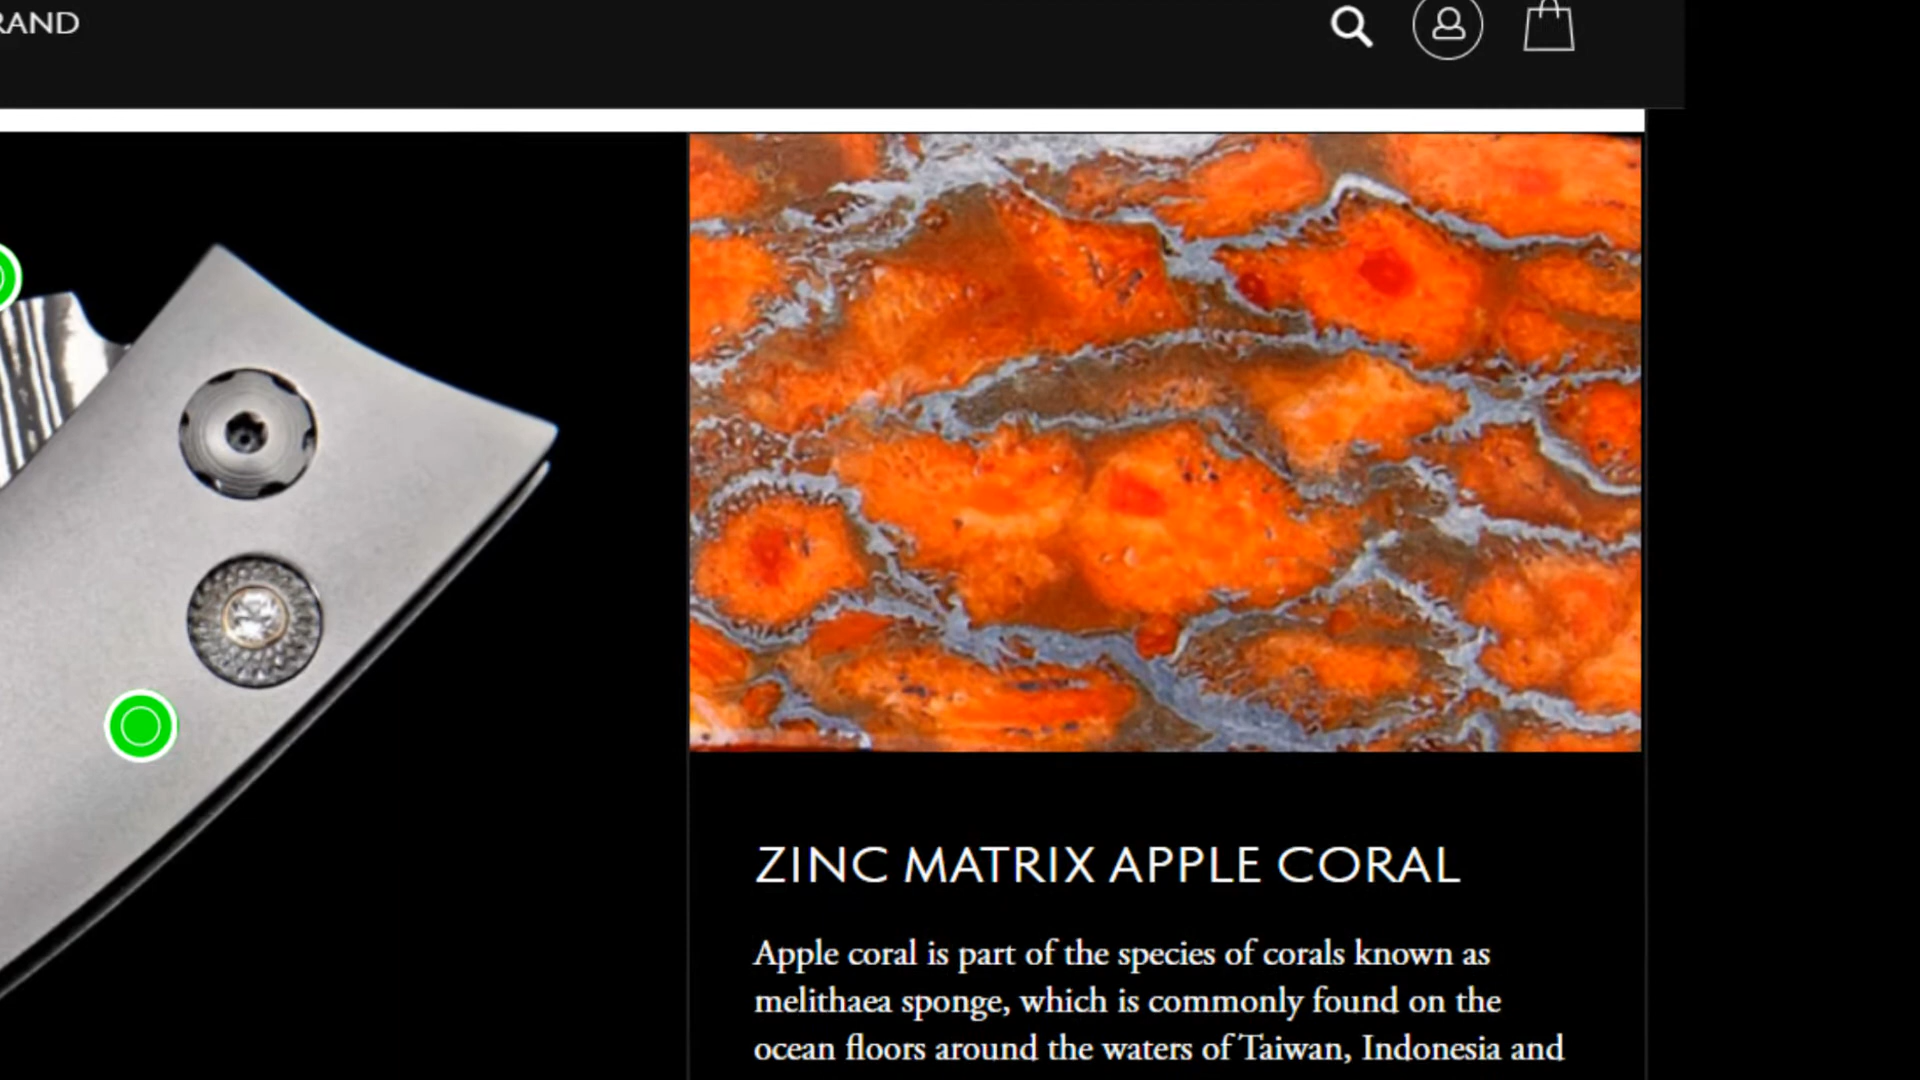 RAND
ZINC MATRIX APPLE CORAL
Apple coral is part of the species of corals known as
melithaea sponge, which is commonly found on the
ocean floors around the waters of Taiwan, Indonesia and